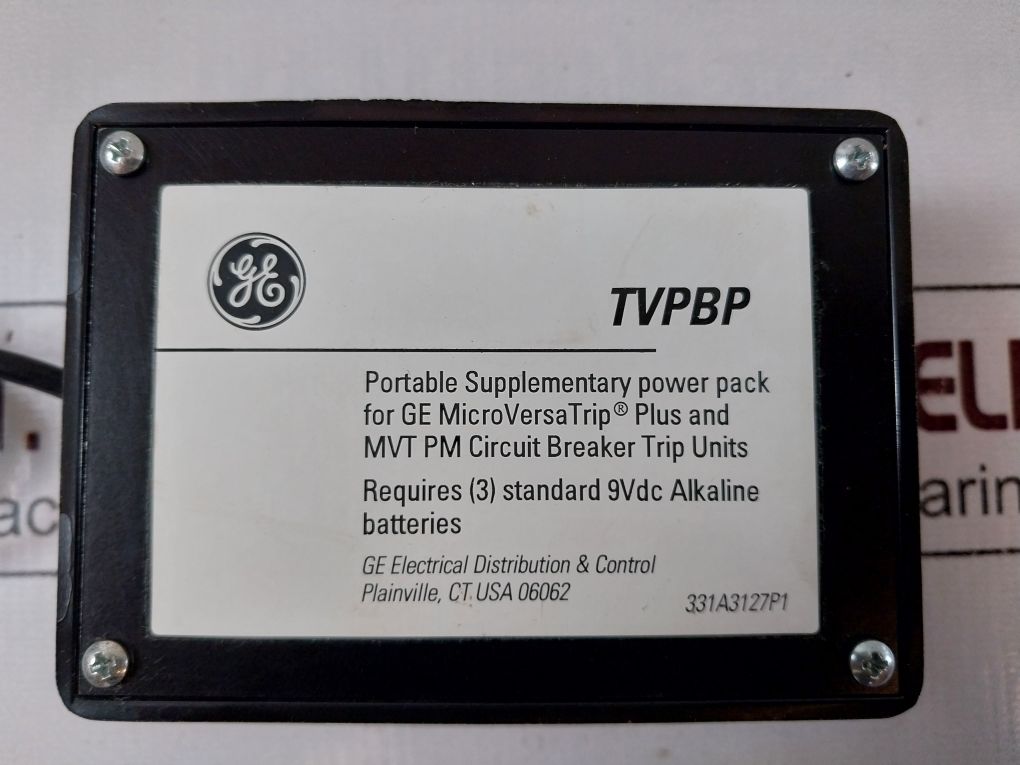 GE
TVPBP
Portable Supplementary power pack
for GE MicroVersaTrip® Plus and
MVT PM Circuit Breaker Trip Units
Requires (3) standard 9Vdc Alkaline
batteries
GE Electrical Distribution & Control
Plainville, CT USA 06062
331A3127P1